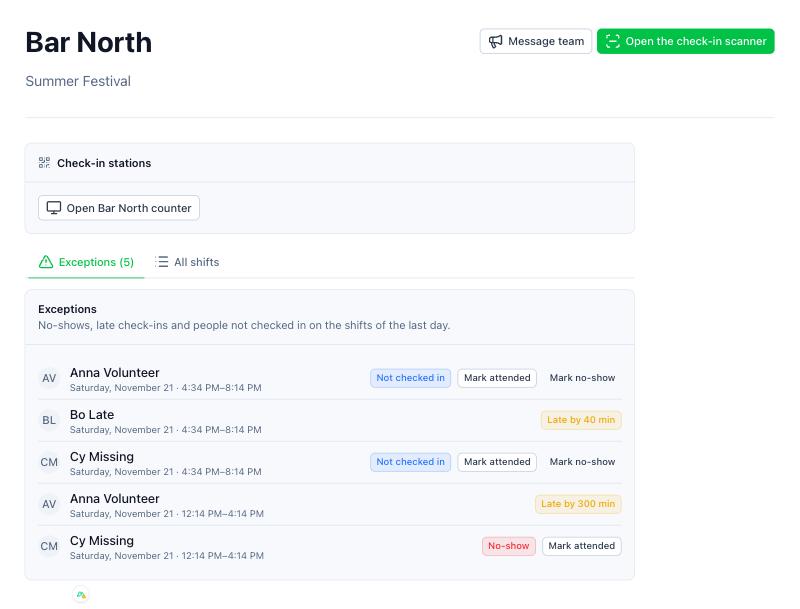 Bar North
Message team
Open the check-in scanner
Summer Festival
Check-in stations
Open Bar North counter
Exceptions (5)
All shifts
Exceptions
No-shows, late check-ins and people not checked in on the shifts of the last day.
AV
Anna Volunteer
Saturday, November 21 · 4:34 PM–8:14 PM
Not checked in
Mark attended
Mark no-show
BL
Bo Late
Saturday, November 21 · 4:34 PM–8:14 PM
Late by 40 min
CM
Cy Missing
Saturday, November 21 · 4:34 PM–8:14 PM
Not checked in
Mark attended
Mark no-show
AV
Anna Volunteer
Saturday, November 21 · 12:14 PM–4:14 PM
Late by 300 min
CM
Cy Missing
Saturday, November 21 · 12:14 PM–4:14 PM
No-show
Mark attended